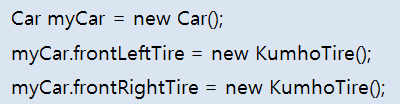 Car myCar = new Car();
myCar.frontLeftTire = new KumhoTire();
myCar.frontRightTire = new KumhoTire();